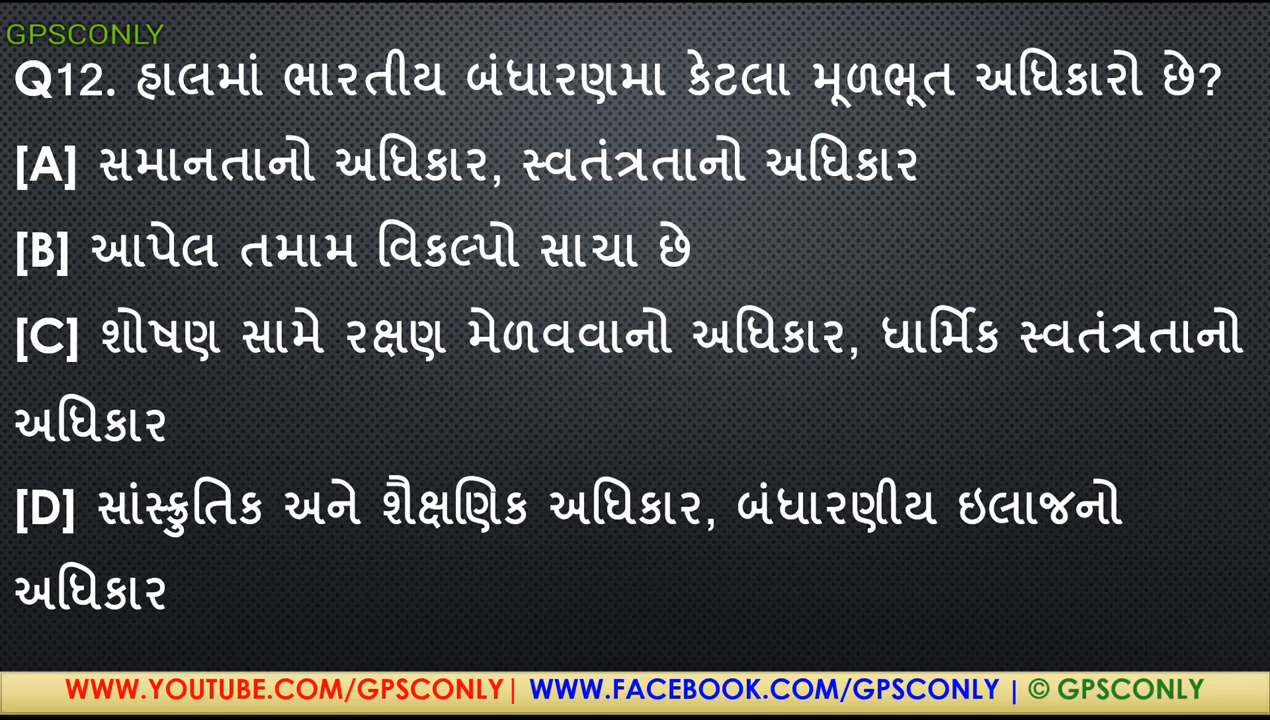 GPSCONLY
Q12. હાલમાં ભારતીય બંધારણમા કેટલા મૂળભૂત અધિકારો છે?
[A] સમાનતાનો અધિકાર, સ્વતંત્રતાનો અધિકાર
[B] આપેલ તમામ વિકલ્પો સાચા છે
[C] શોષણ સામે રક્ષણ મેળવવાનો અધિકાર, ધાર્મિક સ્વતંત્રતાનો
અધિકાર
[D] સાંસ્ક્રુતિક અને શૈક્ષણિક અધિકાર, બંધારણીય ઇલાજનો
અધિકાર
WWW.YOUTUBE.COM/GPSCONLY| WWW.FACEBOOK.COM/GPSCONLY | © GPSCONLY